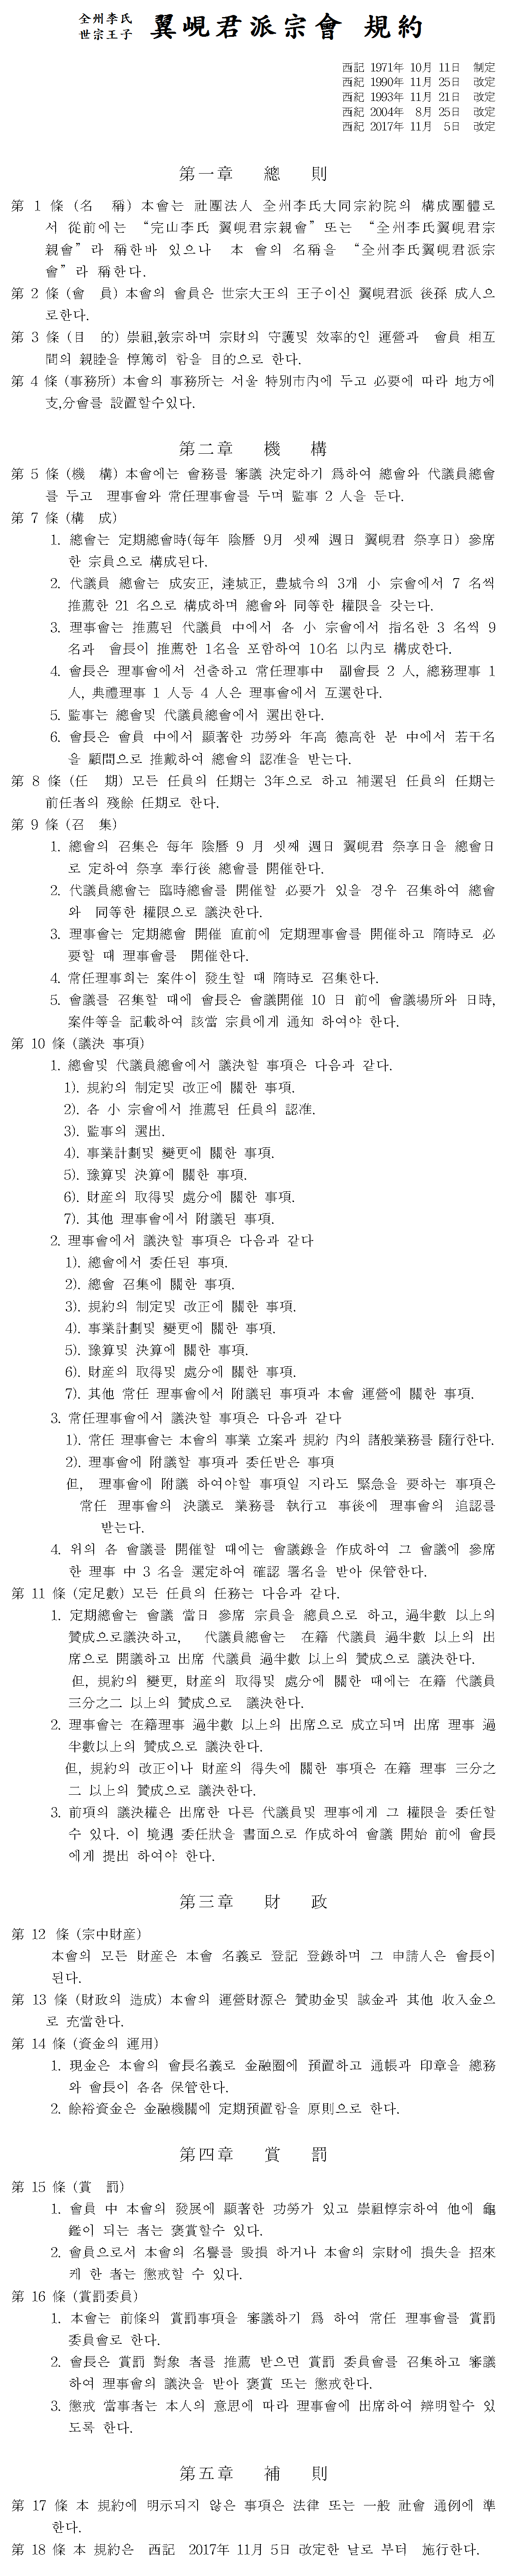 全州李氏
世宗王子 翼峴君派宗會 規約
西記 1971年 10月 11日 制定
西紀 1990年 11月 25日 改定
西紀 1993年 11月 21日 改定
西紀 2004年 8月 25日 改定
西紀 2017年 11月 5日 改定
第一章 總 則
第 1 條 (名 稱) 本會는 社團法人 全州李氏大同宗約院의 構成團體로
서 從前에는 “完山李氏 翼峴君宗親會” 또는 “全州李氏翼峴君宗
親會”라 稱한바 있으나 本 會의 名稱을 “全州李氏翼峴君派宗
會”라 稱한다.
第 2 條 (會 員) 本會의 會員은 世宗大王의 王子이신 翼峴君派 後孫 成人으
로한다.
第 3 條 (目 的) 崇祖,敦宗하며 宗財의 守護및 效率的인 運營과 會員 相互
間의 親睦을 惇篤히 함을 目的으로 한다.
第 4 條 (事務所) 本會의 事務所는 서울 特別市內에 두고 必要에 따라 地方에
支,分會를 設置할수있다.
第二章 機 構
第 5 條 (機 構) 本會에는 會務를 審議 決定하기 爲하여 總會와 代議員總會
를 두고 理事會와 常任理事會를 두며 監事 2 人을 둔다.
第 7 條 (構 成)
1. 總會는 定期總會時(每年 陰曆 9月 셋째 週日 翼峴君 祭享日) 參席
한 宗員으로 構成된다.
2. 代議員 總會는 成安正, 達城正, 豊城令의 3개 小 宗會에서 7 名씩
推薦한 21 名으로 構成하며 總會와 同等한 權限을 갖는다.
3. 理事會는 推薦된 代議員 中에서 各 小 宗會에서 指名한 3 名씩 9
名과 會長이 推薦한 1名을 포함하여 10名 以內로 構成한다.
4. 會長은 理事會에서 선출하고 常任理事中 副會長 2 人, 總務理事 1
人, 典禮理事 1 人등 4 人은 理事會에서 互選한다.
5. 監事는 總會및 代議員總會에서 選出한다.
6. 會長은 會員 中에서 顯著한 功勞와 年高 德高한 분 中에서 若干名
을 顧問으로 推戴하여 總會의 認准을 받는다.
第 8 條 (任 期) 모든 任員의 任期는 3年으로 하고 補選된 任員의 任期는
前任者의 殘餘 任期로 한다.
第 9 條 (召 集)
1. 總會의 召集은 每年 陰曆 9 月 셋째 週日 翼峴君 祭享日을 總會日
로 定하여 祭享 奉行後 總會를 開催한다.
2. 代議員總會는 臨時總會를 開催할 必要가 있을 경우 召集하여 總會
와 同等한 權限으로 議決한다.
3. 理事會는 定期總會 開催 直前에 定期理事會를 開催하고 隋時로 必
要할 때 理事會를 開催한다.
4. 常任理事회는 案件이 發生할 때 隋時로 召集한다.
5. 會議를 召集할 때에 會長은 會議開催 10 日 前에 會議場所와 日時,
案件等을 記載하여 該當 宗員에게 通知 하여야 한다.
第 10 條 (議決 事項)
1. 總會및 代議員總會에서 議決할 事項은 다음과 같다.
1). 規約의 制定및 改正에 關한 事項.
2). 各 小 宗會에서 推薦된 任員의 認准.
3). 監事의 選出.
4). 事業計劃및 變更에 關한 事項.
5). 豫算및 決算에 關한 事項.
6). 財産의 取得및 處分에 關한 事項.
7). 其他 理事會에서 附議된 事項.
2. 理事會에서 議決할 事項은 다음과 같다
1). 總會에서 委任된 事項.
2). 總會 召集에 關한 事項.
3). 規約의 制定및 改正에 關한 事項.
4). 事業計劃및 變更에 關한 事項.
5). 豫算및 決算에 關한 事項.
6). 財産의 取得및 處分에 關한 事項.
7). 其他 常任 理事會에서 附議된 事項과 本會 運營에 關한 事項.
3. 常任理事會에서 議決할 事項은 다음과 같다
1). 常任 理事會는 本會의 事業 立案과 規約 內의 諸般業務를 隨行한다.
2). 理事會에 附議할 事項과 委任받은 事項
但, 理事會에 附議 하여야할 事項일 지라도 緊急을 要하는 事項은
常任 理事會의 決議로 業務를 執行고 事後에 理事會의 追認를
받는다.
4. 위의 各 會議를 開催할 때에는 會議錄을 作成하여 그 會議에 參席
한 理事 中 3 名을 選定하여 確認 署名을 받아 保管한다.
第 11 條 (定足數) 모든 任員의 任務는 다음과 같다.
1. 定期總會는 會議 當日 參席 宗員을 總員으로 하고, 過半數 以上의
贊成으로議決하고, 代議員總會는 在籍 代議員 過半數 以上의 出
席으로 開議하고 出席 代議員 過半數 以上의 贊成으로 議決한다.
但, 規約의 變更, 財産의 取得및 處分에 關한 때에는 在籍 代議員
三分之二 以上의 贊成으로 議決한다.
2. 理事會는 在籍理事 過半數 以上의 出席으로 成立되며 出席 理事 過
半數以上의 贊成으로 議決한다.
但, 規約의 改正이나 財産의 得失에 關한 事項은 在籍 理事 三分之
二 以上의 贊成으로 議決한다.
3. 前項의 議決權은 出席한 다른 代議員및 理事에게 그 權限을 委任할
수 있다. 이 境遇 委任狀을 書面으로 作成하여 會議 開始 前에 會長
에게 提出 하여야 한다.
第三章 財 政
第 12 條 (宗中財産)
本會의 모든 財産은 本會 名義로 登記 登錄하며 그 申請人은 會長이
된다.
第 13 條 (財政의 造成) 本會의 運營財源은 贊助金및 誠金과 其他 收入金으
로 充當한다.
第 14 條 (資金의 運用)
1. 現金은 本會의 會長名義로 金融圈에 預置하고 通帳과 印章을 總務
와 會長이 各各 保管한다.
2. 餘裕資金은 金融機關에 定期預置함을 原則으로 한다.
第四章 賞 罰
第 15 條 (賞 罰)
1. 會員 中 本會의 發展에 顯著한 功勞가 있고 崇祖惇宗하여 他에 龜
鑑이 되는 者는 褒賞할수 있다.
2. 會員으로서 本會의 名譽를 毀損 하거나 本會의 宗財에 損失을 招來
케 한 者는 懲戒할 수 있다.
第 16 條 (賞罰委員)
1. 本會는 前條의 賞罰事項을 審議하기 爲 하여 常任 理事會를 賞罰
委員會로 한다.
2. 會長은 賞罰 對象 者를 推薦 받으면 賞罰 委員會를 召集하고 審議
하여 理事會의 議決을 받아 褒賞 또는 懲戒한다.
3. 懲戒 當事者는 本人의 意思에 따라 理事會에 出席하여 辨明할수 있
도록 한다.
第五章 補 則
第 17 條 本 規約에 明示되지 않은 事項은 法律 또는 一般 社會 通例에 準
한다.
第 18 條 本 規約은 西記 2017年 11月 5日 改定한 날로 부터 施行한다.